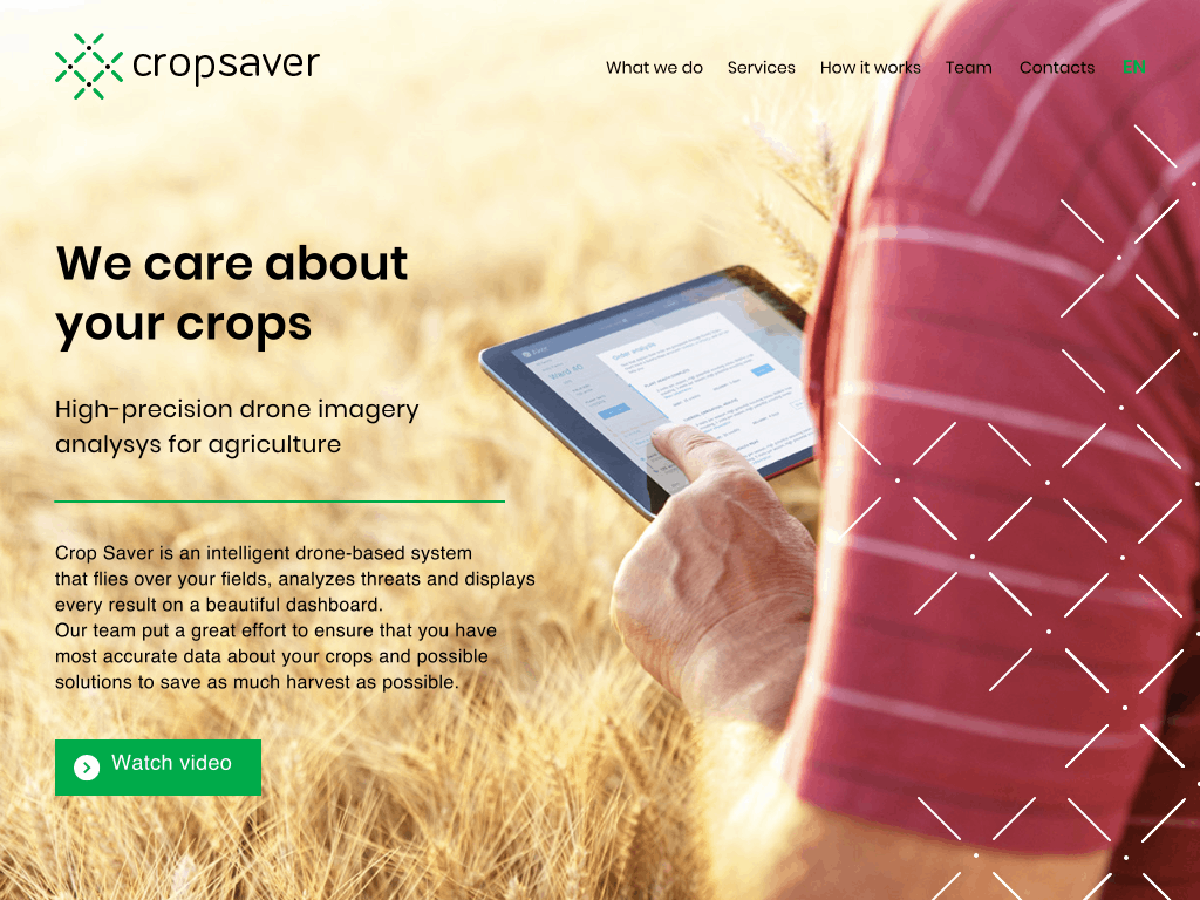 cropsaver
What we do Services How it works Team Contacts EN
We care about
your crops
High-precision drone imagery
analysys for agriculture
Crop Saver is an intelligent drone-based system
that flies over your fields, analyzes threats and displays
every result on a beautiful dashboard.
Our team put a great effort to ensure that you have
most accurate data about your crops and possible
solutions to save as much harvest as possible.
Watch video
Order analysis